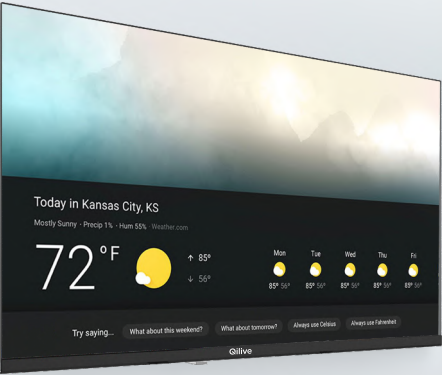 Today in Kansas City, KS
Mostly Sunny · Precip 1% · Hum 55% · Weather.com
72°F
↑ 85°
↓ 56°
Mon Tue Wed Thu Fri
85° 56° 85° 56° 85° 56° 85° 56° 85° 56°
Try saying... What about this weekend? What about tomorrow? Always use Celsius Always use Fahrenheit
Qilive